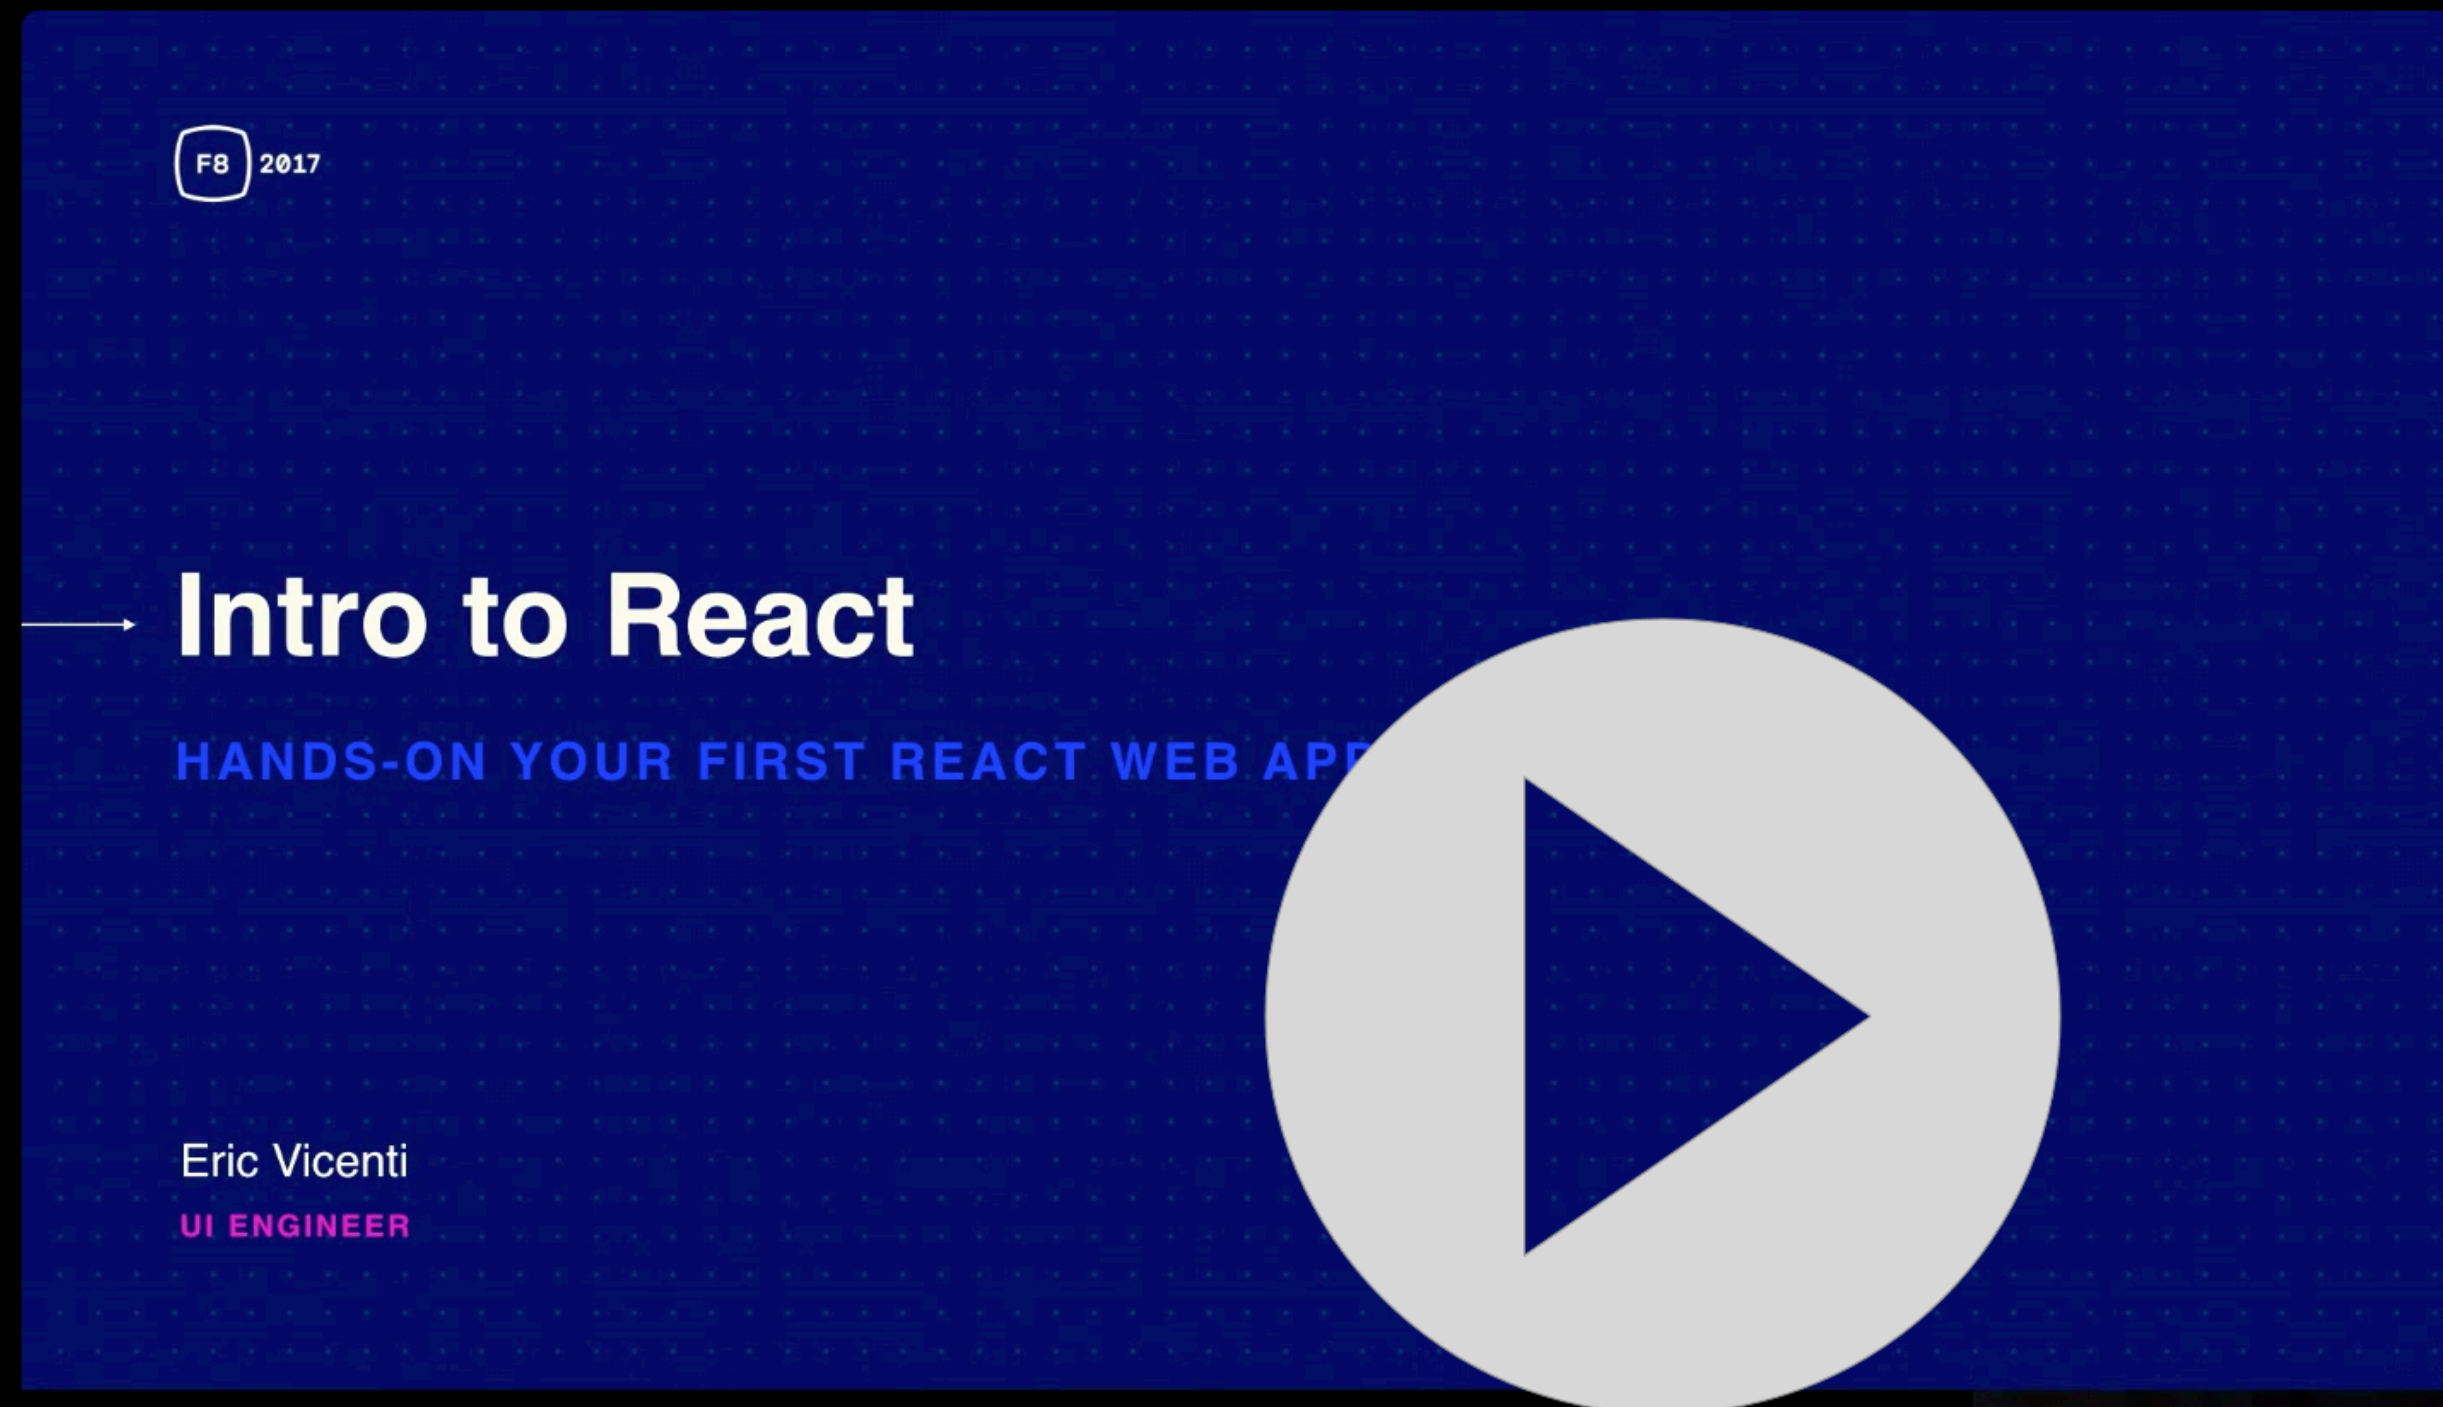 F8 2017
Intro to React
HANDS-ON YOUR FIRST REACT WEB
Eric Vicenti
UI ENGINEER